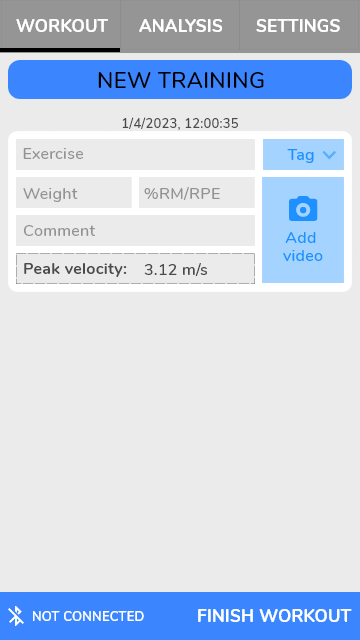 WORKOUT ANALYSIS SETTINGS
NEW TRAINING
1/4/2023, 12:00:35
Exercise Tag
Weight %RM/RPE
Add video
Comment
Peak velocity: 3.12 m/s
NOT CONNECTED FINISH WORKOUT